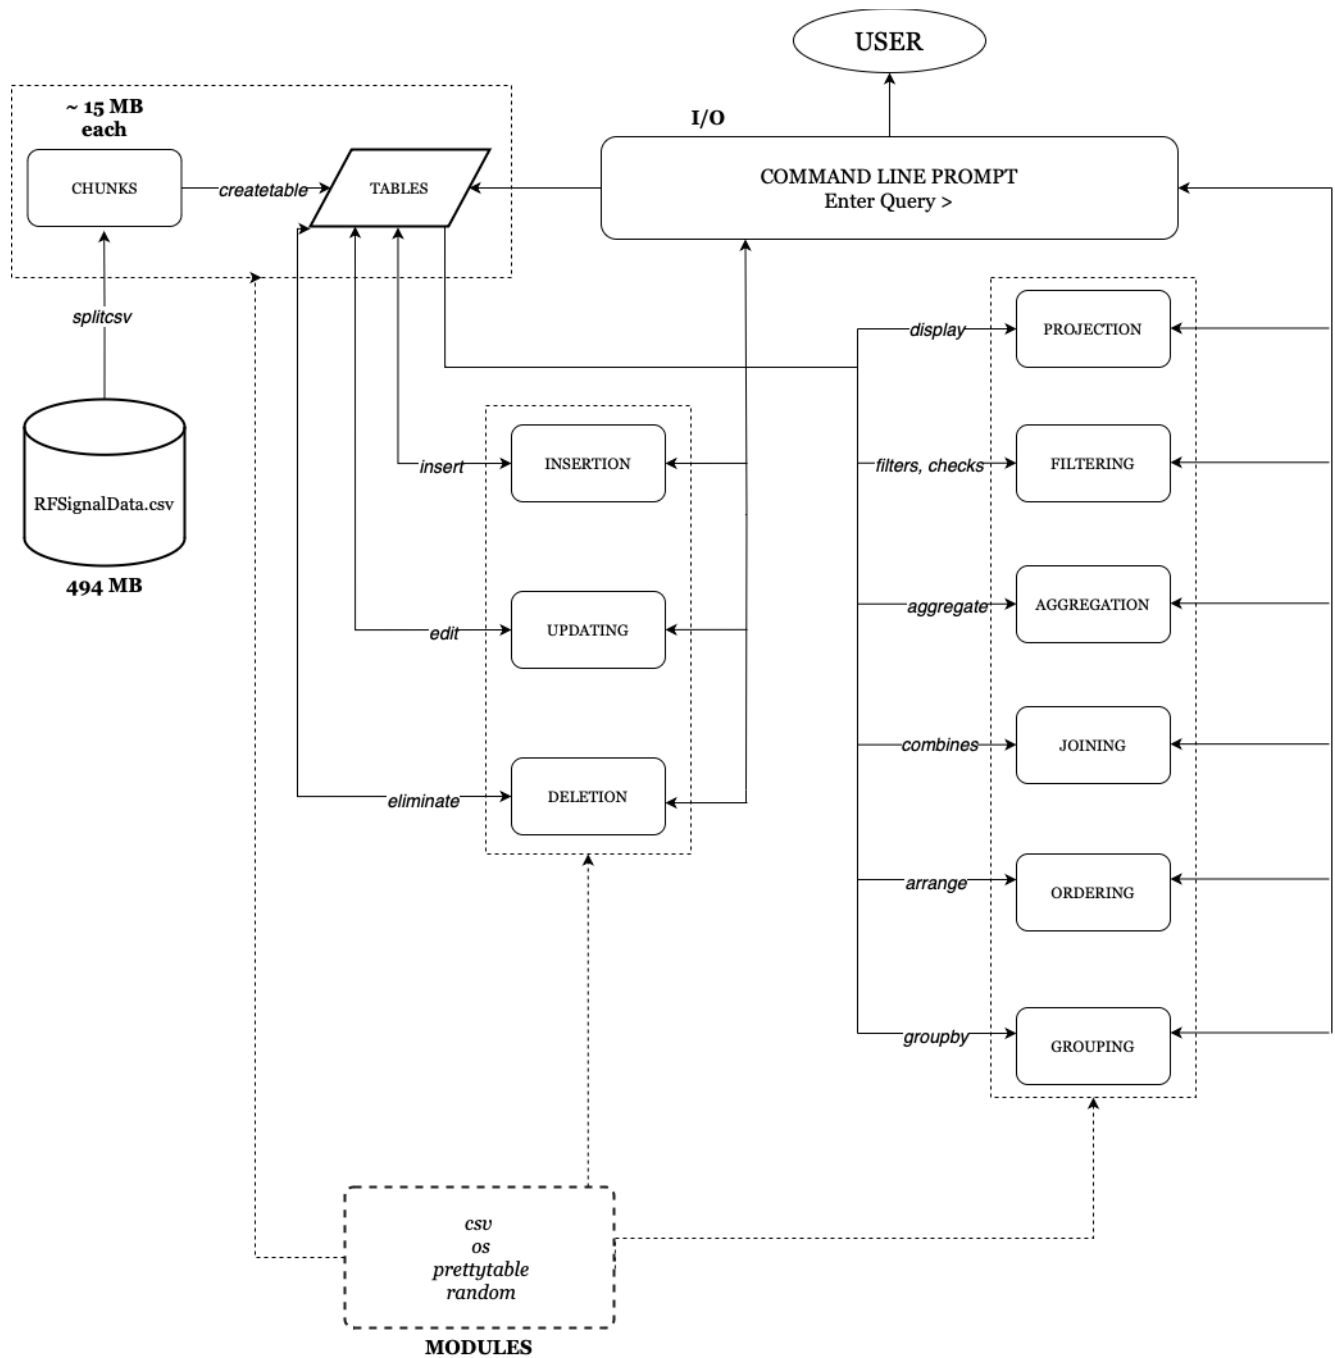 USER
~ 15 MB
each
I/O
CHUNKS
createtable
TABLES
COMMAND LINE PROMPT
Enter Query >
splitcsv
display
PROJECTION
insert
INSERTION
filters, checks
FILTERING
RFSignalData.csv
494 MB
edit
UPDATING
aggregate
AGGREGATION
combines
JOINING
eliminate
DELETION
arrange
ORDERING
groupby
GROUPING
csv
os
prettytable
random
MODULES